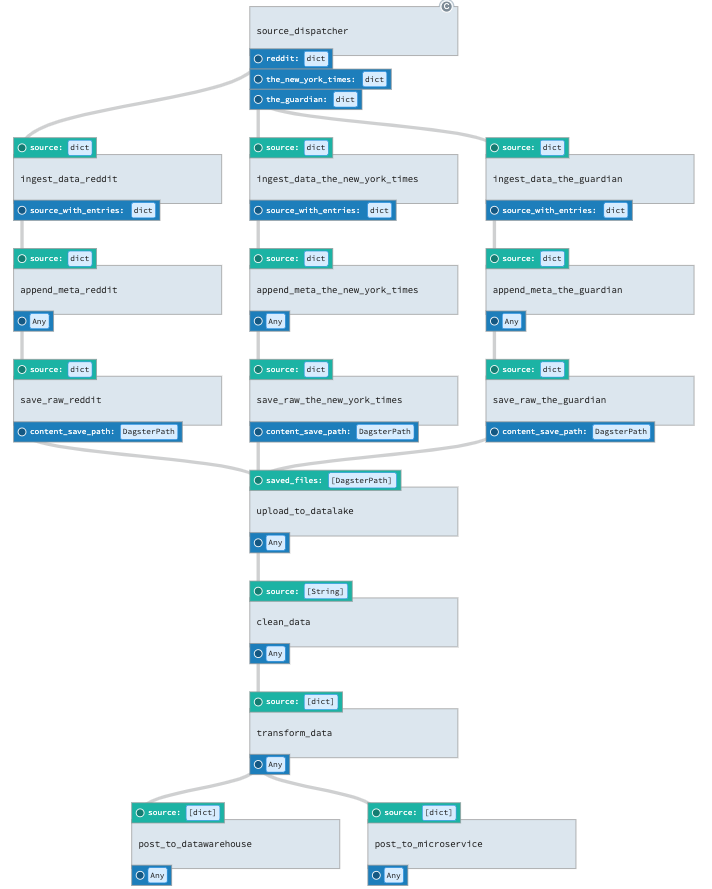 C
source_dispatcher
reddit: dict
the_new_york_times: dict
the_guardian: dict
source: dict
source: dict
source: dict
ingest_data_reddit
ingest_data_the_new_york_times
ingest_data_the_guardian
source_with_entries: dict
source_with_entries: dict
source_with_entries: dict
source: dict
source: dict
source: dict
append_meta_reddit
append_meta_the_new_york_times
append_meta_the_guardian
Any
Any
Any
source: dict
source: dict
source: dict
save_raw_reddit
save_raw_the_new_york_times
save_raw_the_guardian
content_save_path: DagsterPath
content_save_path: DagsterPath
content_save_path: DagsterPath
saved_files: [DagsterPath]
upload_to_datalake
Any
source: [String]
clean_data
Any
source: [dict]
transform_data
Any
source: [dict]
source: [dict]
post_to_datawarehouse
post_to_microservice
Any
Any